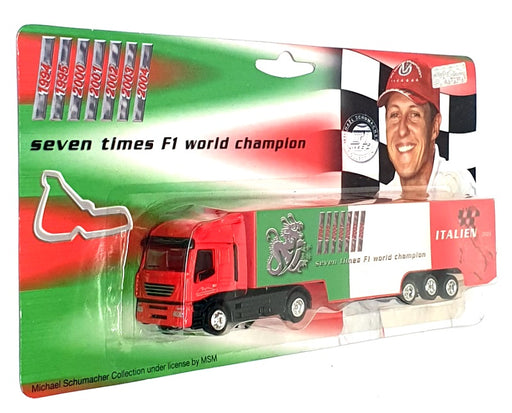 1994
1995
2000
2001
2002
2003
2004
seven times F1 world champion
seven times F1 world champion
ITALIEN
Michael Schumacher Collection under license by MSM